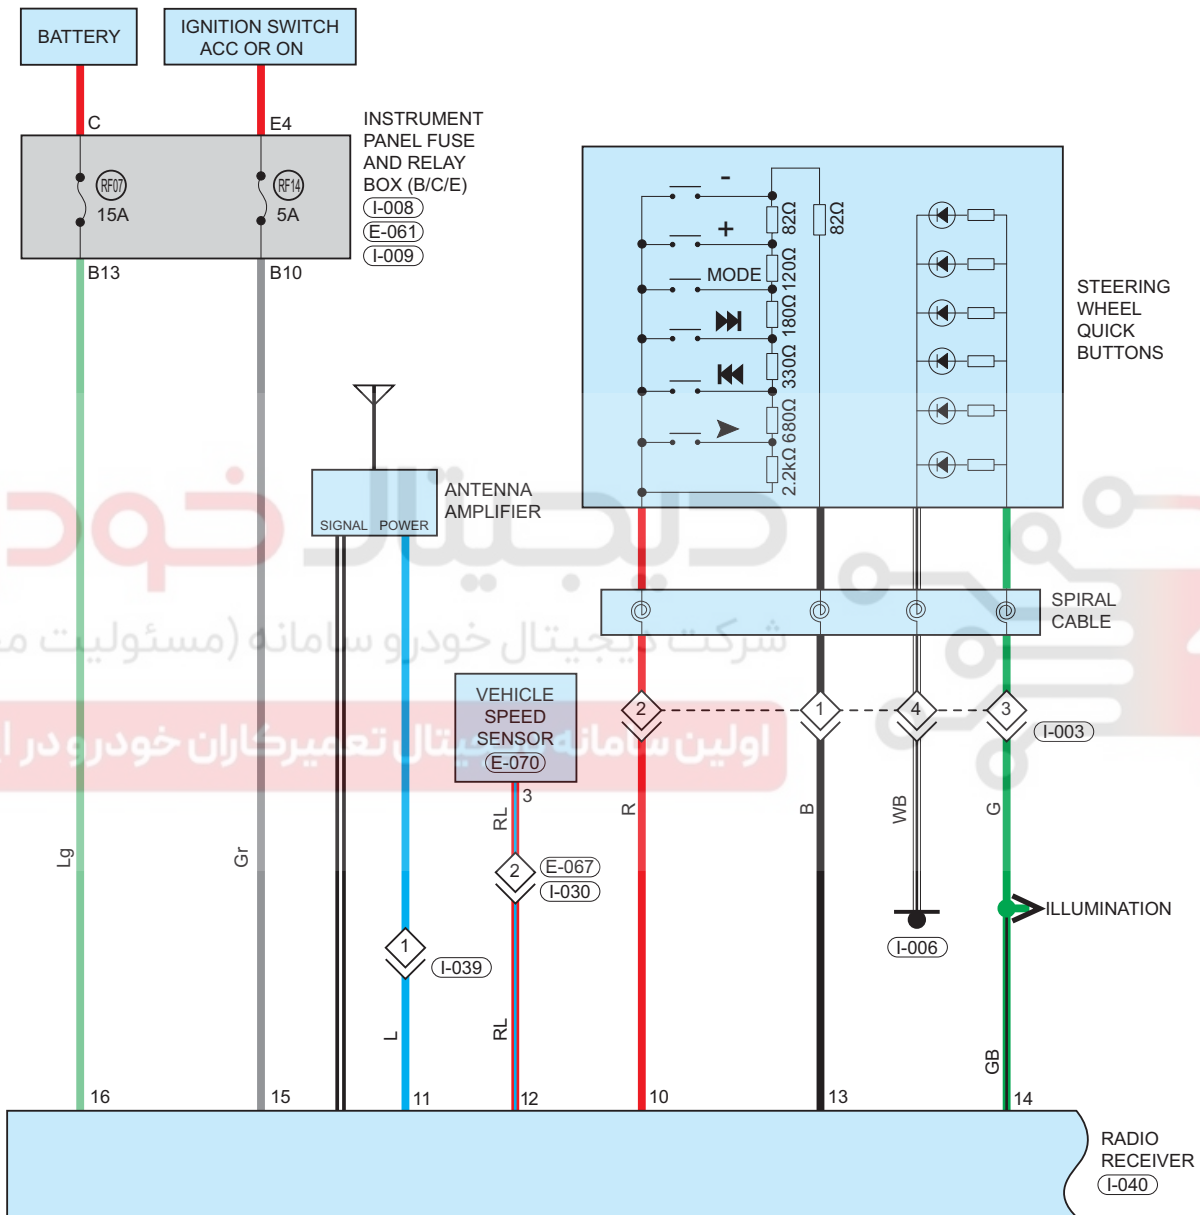 BATTERY
IGNITION SWITCH
ACC OR ON
C
E4
INSTRUMENT
PANEL FUSE
AND RELAY
BOX (B/C/E)
I-008
E-061
I-009
RF07
15A
RF14
5A
B13
B10
-
+
MODE
82Ω
120Ω
180Ω
330Ω
680Ω
2.2kΩ
82Ω
STEERING
WHEEL
QUICK
BUTTONS
ANTENNA
AMPLIFIER
SIGNAL POWER
دیجیتال خودرو
SPIRAL
CABLE
شرکت دیجیتال خودرو سامانه (مسئولیت
VEHICLE
SPEED
SENSOR
E-070
3
2
1
4
3
I-003
اولین سامانه دیجیتال تعمیرکاران خودرو در
RL
R
B
WB
G
Lg
Gr
2
E-067
I-030
ILLUMINATION
1
I-039
I-006
L
RL
GB
16
15
11
12
10
13
14
RADIO
RECEIVER
I-040